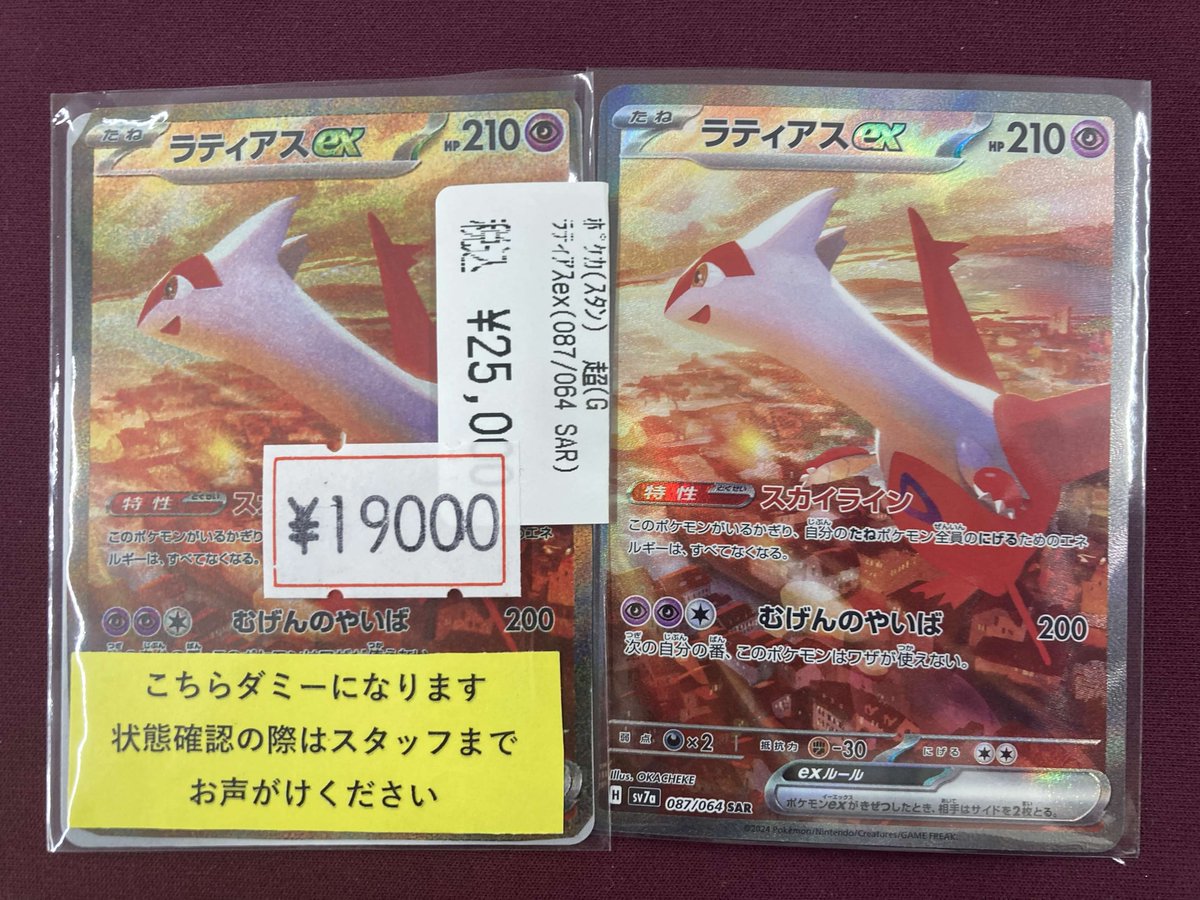 たね ラティアスex HP 210
ポケカ(スタン) 超(G
ラティアスex(087/064 SAR)
¥25,0
¥19000
特性
このポケモンがいるかぎり、
ルギーは、すべてなくなる。
むげんのやいば 200
こちらダミーになります
状態確認の際はスタッフまで
お声がけください
たね ラティアスex HP 210
特性 とくせい スカイライン
このポケモンがいるかぎり、自分のたねポケモン全員のにげるためのエネ
ルギーは、すべてなくなる。
むげんのやいば 200
次の自分の番、このポケモンはワザが使えない。
弱点 ×2 抵抗力 -30 にげる
Illus. OKACHEKE
exルール
H sv7a 087/064 SAR
ポケモンexがきぜつしたとき、相手はサイドを2枚とる。
©2024 Pokémon/Nintendo/Creatures/GAME FREAK.